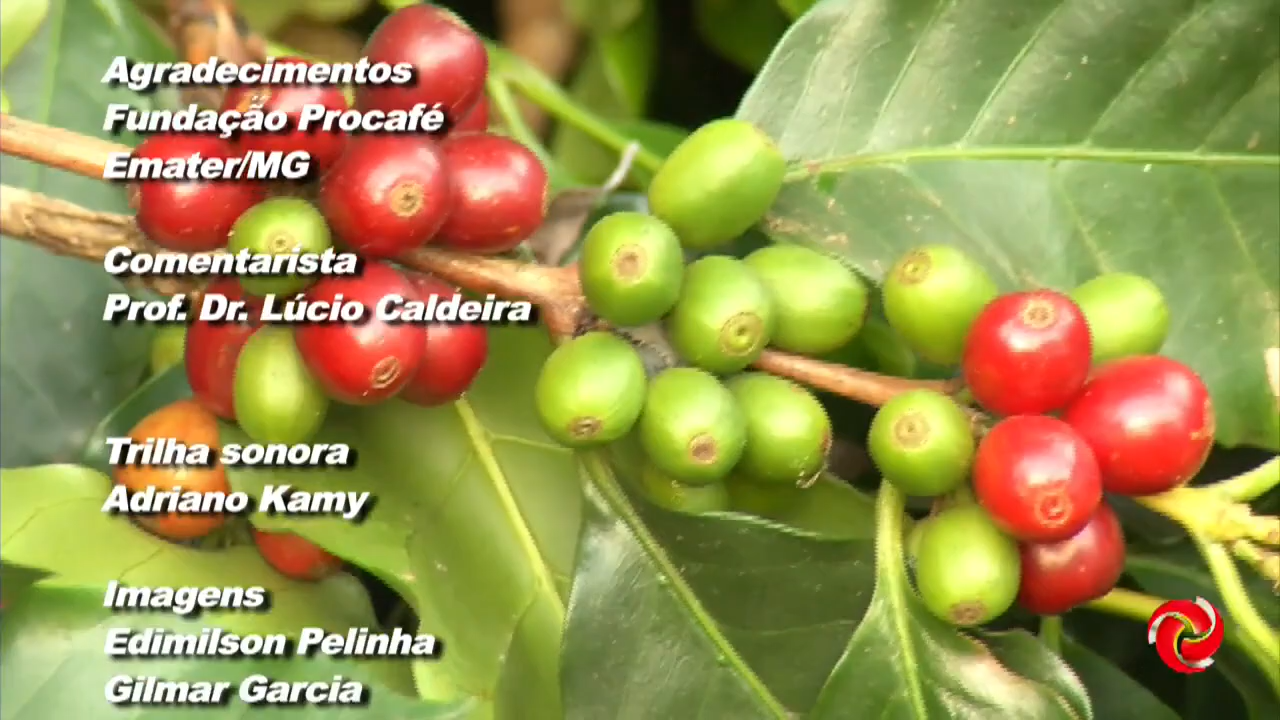 Agradecimentos
Fundação Procafé
Emater/MG
Comentarista
Prof. Dr. Lúcio Caldeira
Trilha sonora
Adriano Kamy
Imagens
Edimilson Pelinha
Gilmar Garcia